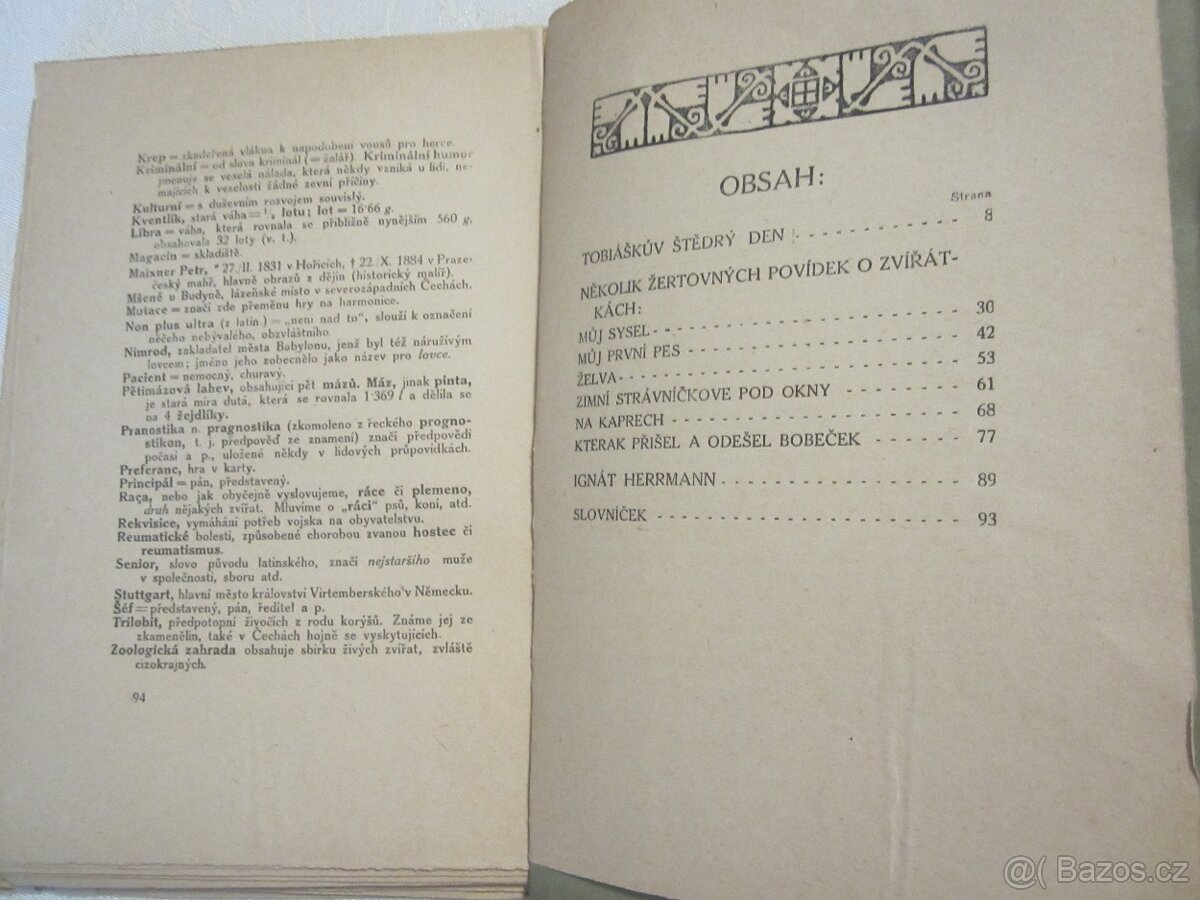 Krep = skadeřená vlákna k napodobení vousů pro herce.
Kriminální = od slova kriminál (= žalář). Kriminální humor
jmenuje se veselá nálada, která někdy vzniká u lidí, ne-
majících k veselosti žádné zevní příčiny.
Kulturní = s duševním rozvojem souvislý.
Kventlík, stará váha = ¼ lotu; lot = 16·66 g.
Libra = váha, která rovnala se přibližně nynějším 560 g,
obsahovala 32 loty (v. t.).
Magacín = skladiště.
Maixner Petr, * 27./II. 1831 v Hořicích, † 22./X. 1884 v Praze,
český malíř, hlavně obrazů z dějin (historický malíř).
Mšené u Budyně, lázeňské místo v severozápadních Čechách.
Mutace = značí zde přeměnu hry na harmonice.
Non plus ultra (z latin.) = „není nad to", slouží k označení
něčeho nebývalého, obzvláštního.
Nimrod, zakladatel města Babylonu, jenž byl též náruživým
lovcem; jméno jeho zobecnělo jako název pro lovce.
Pacient = nemocný, churavý.
Pětimázová lahev, obsahující pět mázů. Máz, jinak pinta,
je stará míra dutá, která se rovnala 1·369 l a dělila se
na 4 žejdlíky.
Pranostika n. pragnostika (zkomoleno z řeckého progno-
stikon, t. j. předpověď ze znamení) značí předpovědi
počasí a p., uložené někdy v lidových průpovídkách.
Preferanc, hra v karty.
Principál = pán, představený.
Raça, nebo jak obyčejně vyslovujeme, ráce či plemeno,
druh nějakých zvířat. Mluvíme o „ráci" psů, koní, atd.
Rekvisice, vymáhání potřeb vojska na obyvatelstvu.
Reumatické bolesti, způsobené chorobou zvanou hostec či
reumatismus.
Senior, slovo původu latinského, značí nejstaršího muže
v společnosti, sboru atd.
Stuttgart, hlavní město království Virtemberského v Německu.
Šéf = představený, pán, ředitel a p.
Trilobit, předpotopní živočich z rodu korýšů. Známe jej ze
zkamenělin, také v Čechách hojně se vyskytujících.
Zoologická zahrada obsahuje sbírku živých zvířat, zvláště
cizokrajných.
94
OBSAH:
Strana
TOBIÁŠKŮV ŠTĚDRÝ DEN - - - - - - - - - - 8
NĚKOLIK ŽERTOVNÝCH POVÍDEK O ZVÍŘÁT-
KÁCH:
MŮJ SYSEL - - - - - - - - - - - - - - - - - - 30
MŮJ PRVNÍ PES - - - - - - - - - - - - - - - - 42
ŽELVA - - - - - - - - - - - - - - - - - - - - 53
ZIMNÍ STRÁVNÍČKOVE POD OKNY - - - - - - - 61
NA KAPRECH - - - - - - - - - - - - - - - - - 68
KTERAK PŘIŠEL A ODEŠEL BOBEČEK - - - - - 77
IGNÁT HERRMANN - - - - - - - - - - - - - - - 89
SLOVNÍČEK - - - - - - - - - - - - - - - - - - 93
@( Bazos.cz